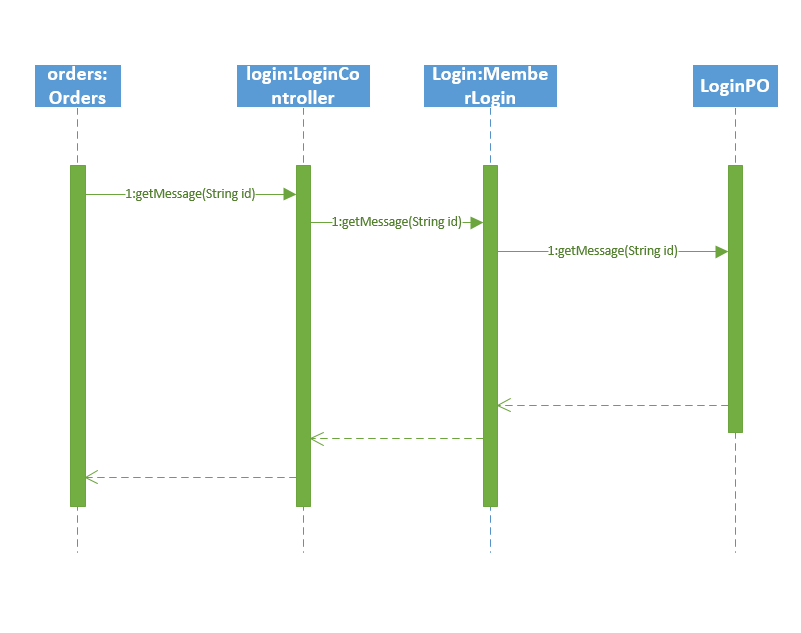 orders:
Orders
login:LoginCo
ntroller
Login:Membe
rLogin
LoginPO
1:getMessage(String id)
1:getMessage(String id)
1:getMessage(String id)